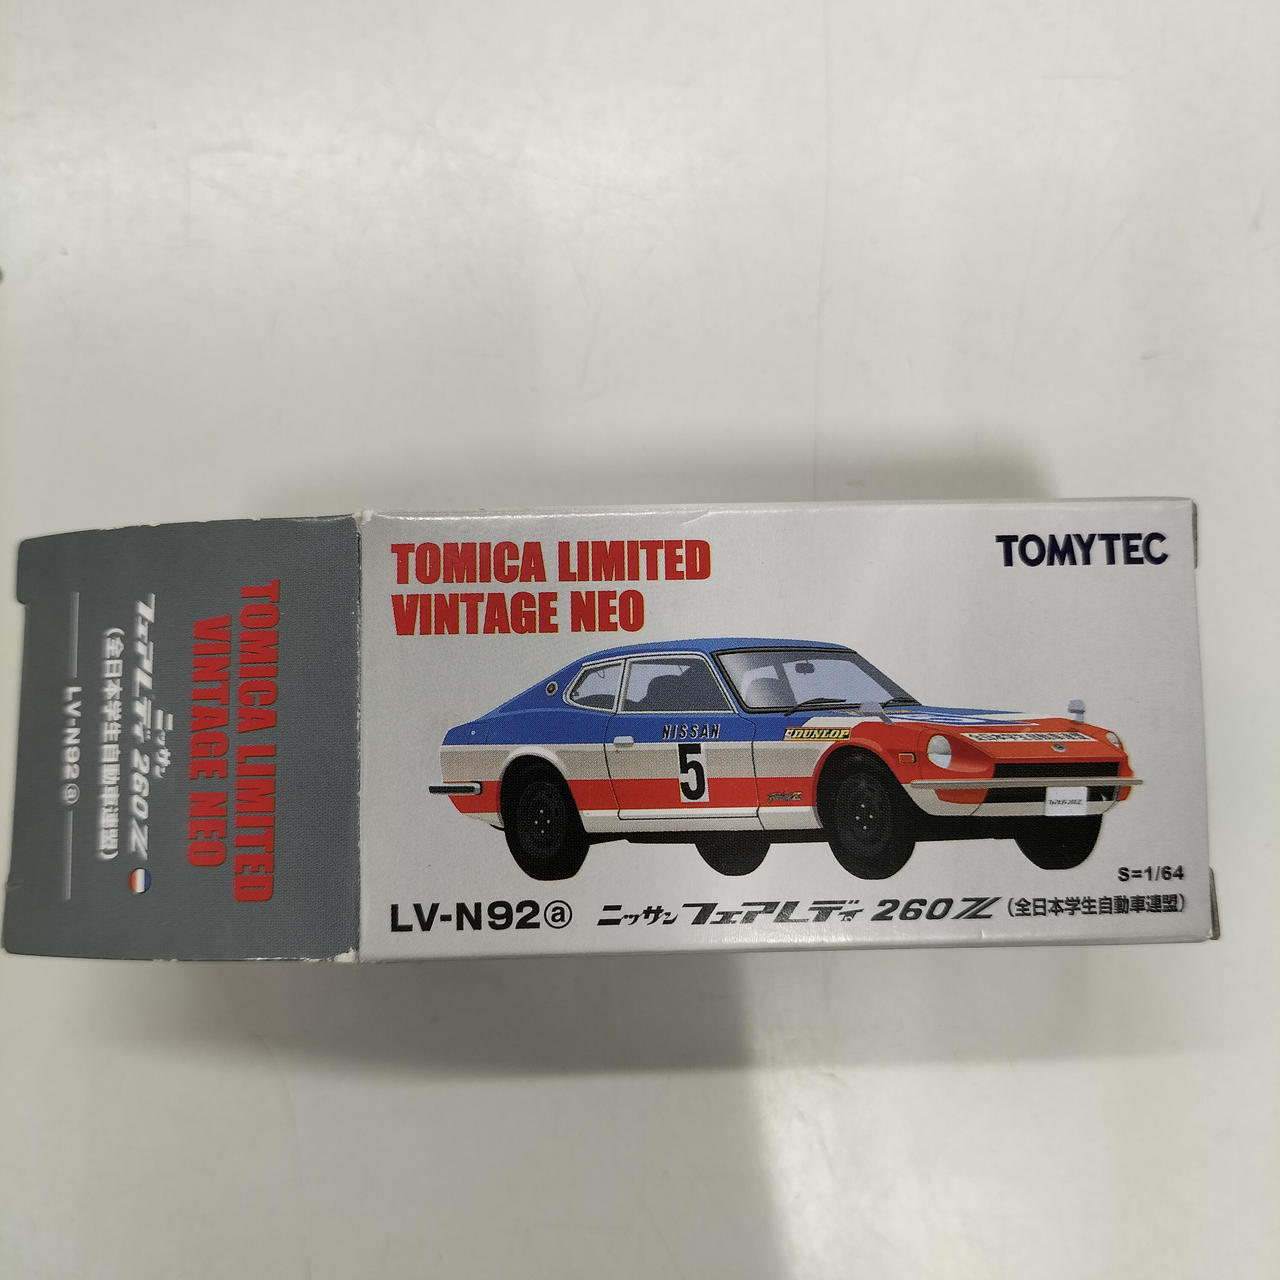 TOMICA LIMITED
VINTAGE NEO
TOMYTEC
NISSAN
DUNLOP
5
S=1/64
LV-N92ⓐ ニッサン フェアレディ 260Z (全日本学生自動車連盟)
TOMICA LIMITED
VINTAGE NEO
ニッサン
フェアレディ 260Z
(全日本学生自動車連盟)
LV-N92ⓐ